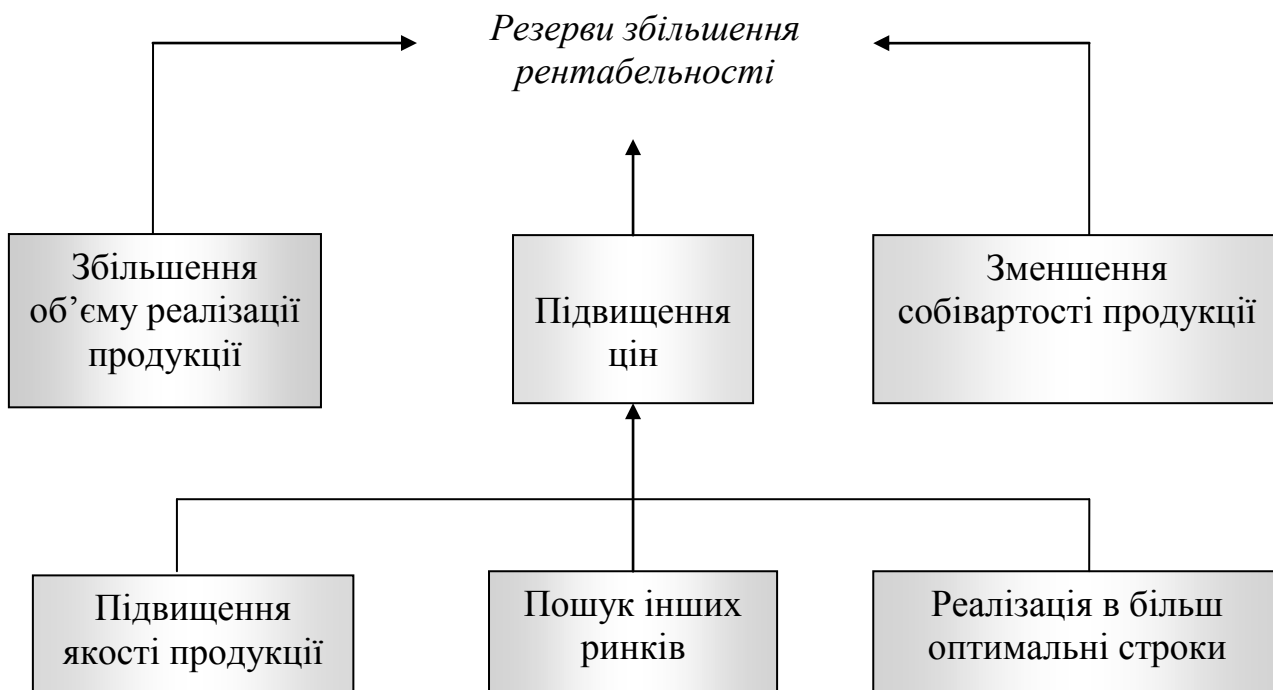 Резерви збільшення
рентабельності
Збільшення
об’єму реалізації
продукції
Підвищення
цін
Зменшення
собівартості продукції
Підвищення
якості продукції
Пошук інших
ринків
Реалізація в більш
оптимальні строки